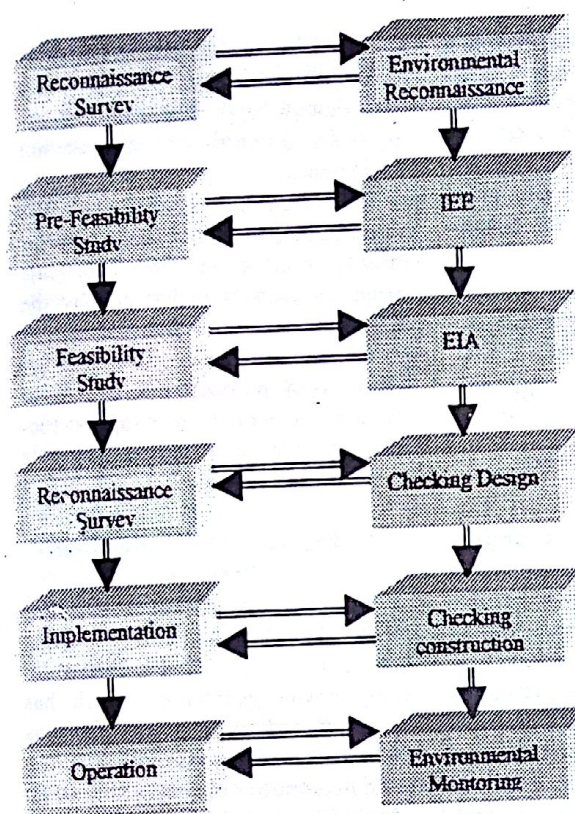 Reconnaissance
Survey
Environmental
Reconnaissance
Pre-Feasibility
Study
IEE
Feasibility
Study
EIA
Reconnaissance
Survey
Checking Design
Implementation
Checking
construction
Operation
Environmental
Montoring